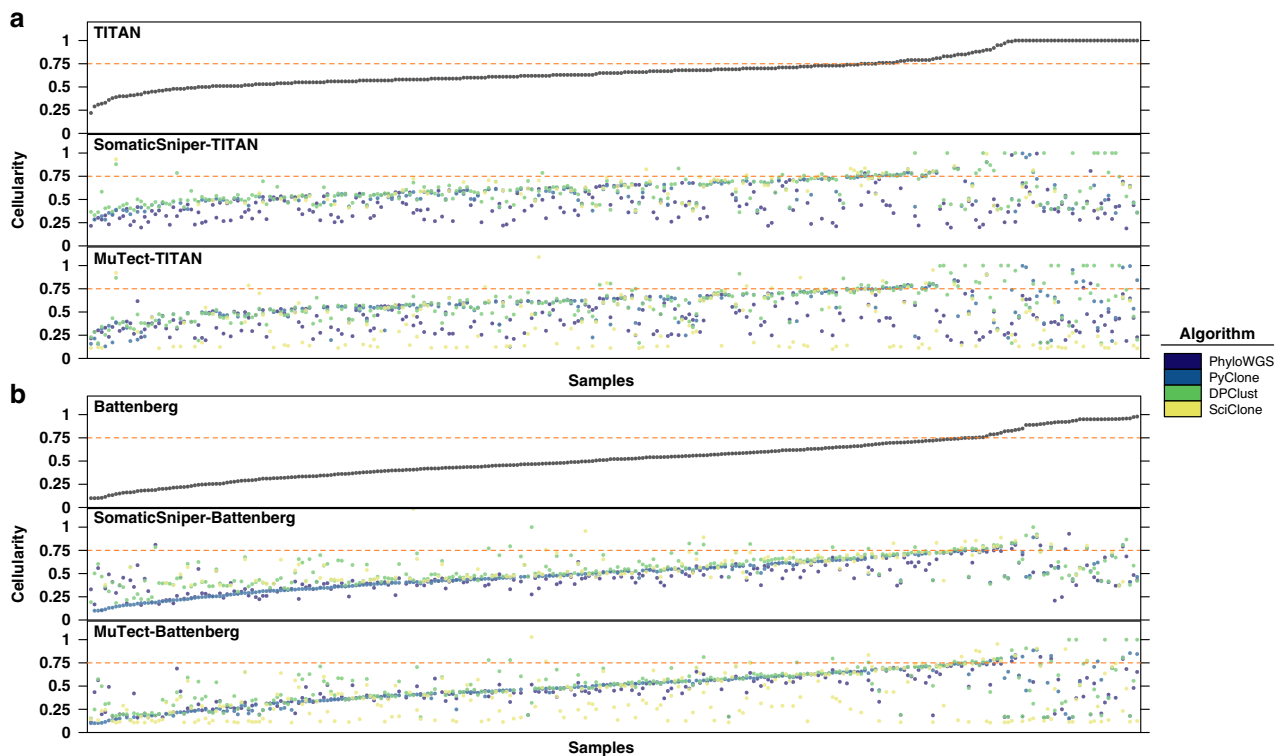 a
TITAN
1
0.75
0.5
0.25
0
SomaticSniper-TITAN
1
0.75
0.5
0.25
0
MuTect-TITAN
1
0.75
0.5
0.25
0
Cellularity
Samples
b
Battenberg
1
0.75
0.5
0.25
0
SomaticSniper-Battenberg
1
0.75
0.5
0.25
0
MuTect-Battenberg
1
0.75
0.5
0.25
0
Cellularity
Samples
Algorithm
PhyloWGS
PyClone
DPClust
SciClone